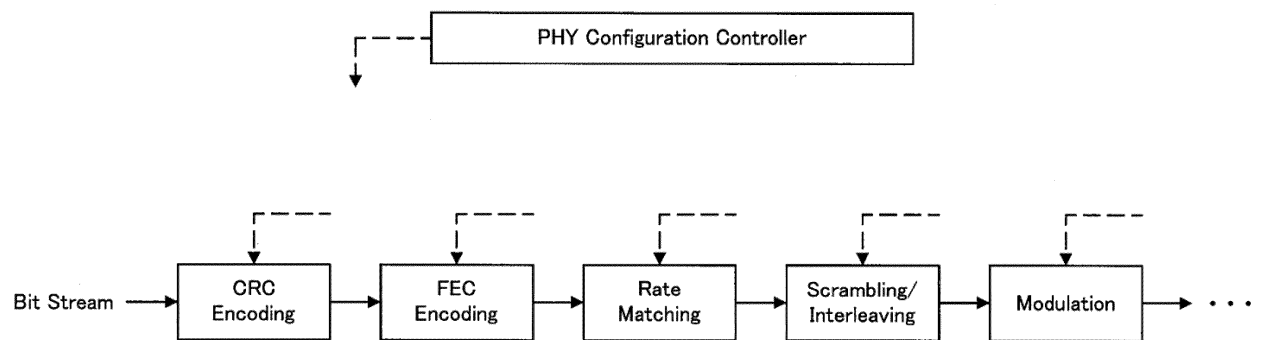 PHY Configuration Controller
Bit Stream
CRC
Encoding
FEC
Encoding
Rate
Matching
Scrambling/
Interleaving
Modulation
· · ·